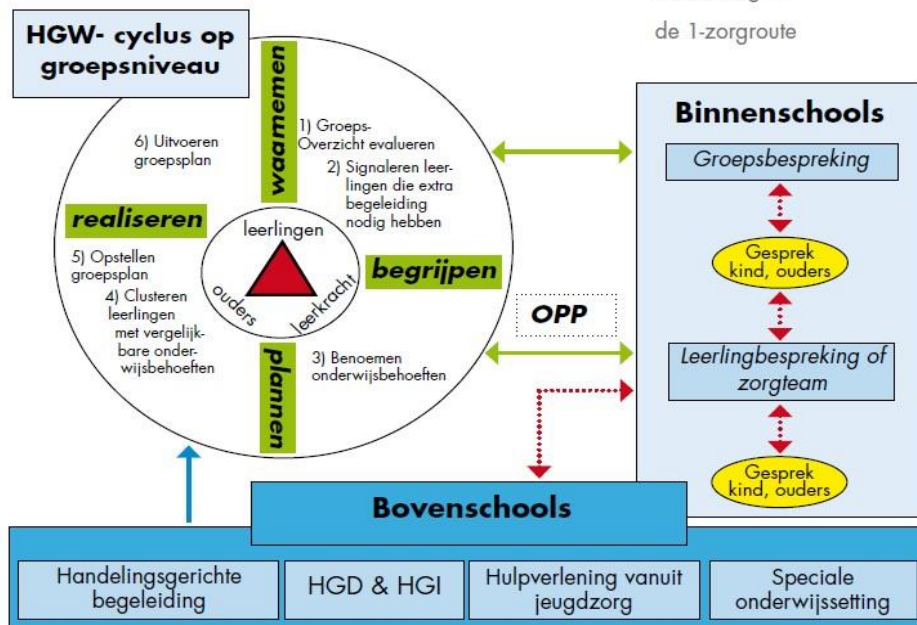 de 1-zorgroute
HGW- cyclus op
groepsniveau
waarnemen
1) Groeps-
Overzicht evalueren
2) Signaleren leer-
lingen die extra
begeleiding
nodig hebben
begrijpen
3) Benoemen
onderwijsbehoeften
plannen
4) Clusteren
leerlingen
met vergelijk-
bare onder-
wijsbehoeften
5) Opstellen
groepsplan
realiseren
6) Uitvoeren
groepsplan
leerlingen
ouders
leerkracht
OPP
Binnenschools
Groepsbespreking
Gesprek
kind, ouders
Leerlingbespreking of
zorgteam
Gesprek
kind, ouders
Bovenschools
Handelingsgerichte
begeleiding
HGD & HGI
Hulpverlening vanuit
jeugdzorg
Speciale
onderwijssetting